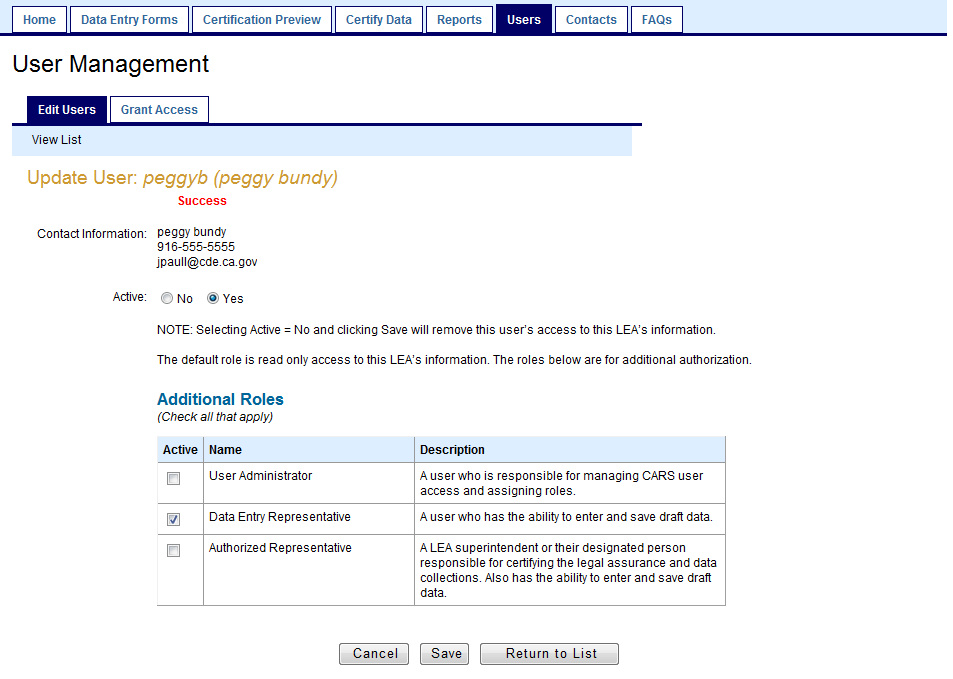 Home Data Entry Forms Certification Preview Certify Data Reports Users Contacts FAQs
User Management
Edit Users Grant Access
View List
Update User: peggyb (peggy bundy)
Success
Contact Information: peggy bundy
916-555-5555
jpaull@cde.ca.gov
Active: No Yes
NOTE: Selecting Active = No and clicking Save will remove this user's access to this LEA's information.
The default role is read only access to this LEA's information. The roles below are for additional authorization.
Additional Roles
(Check all that apply)
Active Name Description
User Administrator A user who is responsible for managing CARS user
access and assigning roles.
Data Entry Representative A user who has the ability to enter and save draft data.
Authorized Representative A LEA superintendent or their designated person
responsible for certifying the legal assurance and data
collections. Also has the ability to enter and save draft
data.
Cancel Save Return to List